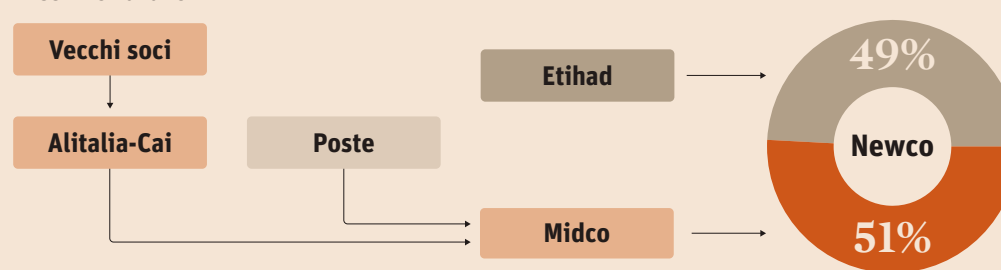 Vecchi soci
Etihad
49%
Alitalia-Cai
Poste
Newco
Midco
51%